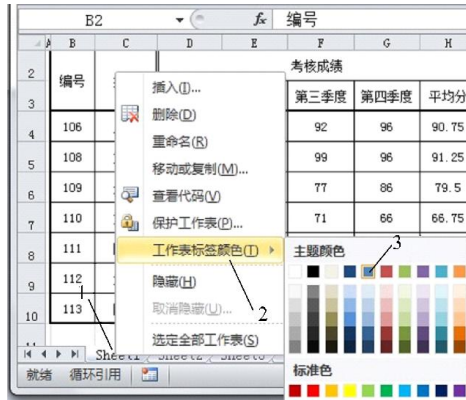 B2 fx 编号
A B C D E F G H
2 编号 考核成绩
3 第三季度 第四季度 平均分
4 106 92 96 90.75
5 108 99 96 91.25
6 109 77 86 79.5
7 110 71 66 66.75
8 111
9 112
10 113
插入(I)...
删除(D)
重命名(R)
移动或复制(M)...
查看代码(V)
保护工作表(P)...
工作表标签颜色(T)
隐藏(H)
取消隐藏(U)...
选定全部工作表(S)
主题颜色
标准色
1
2
3
Sheet1 Sheet2 Sheet3
就绪 循环引用